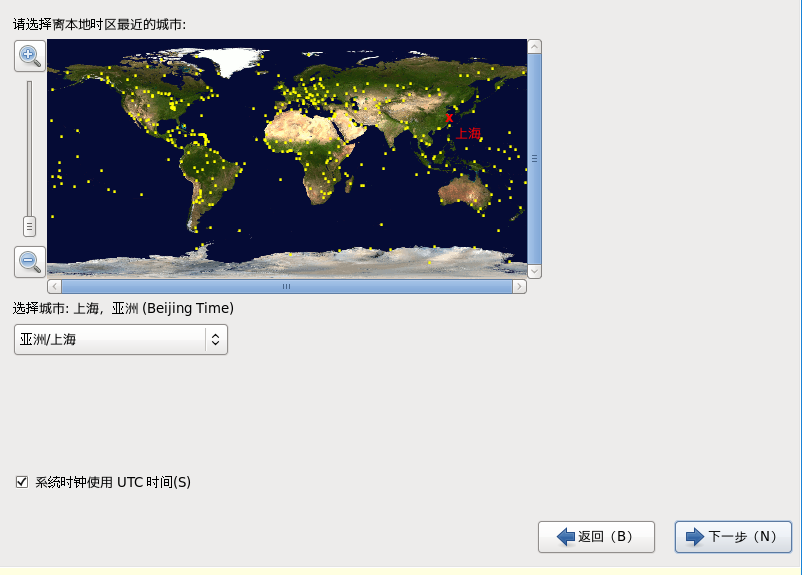 请选择离本地时区最近的城市:
上海
选择城市: 上海，亚洲 (Beijing Time)
亚洲/上海
系统时钟使用 UTC 时间(S)
返回（B）
下一步（N）